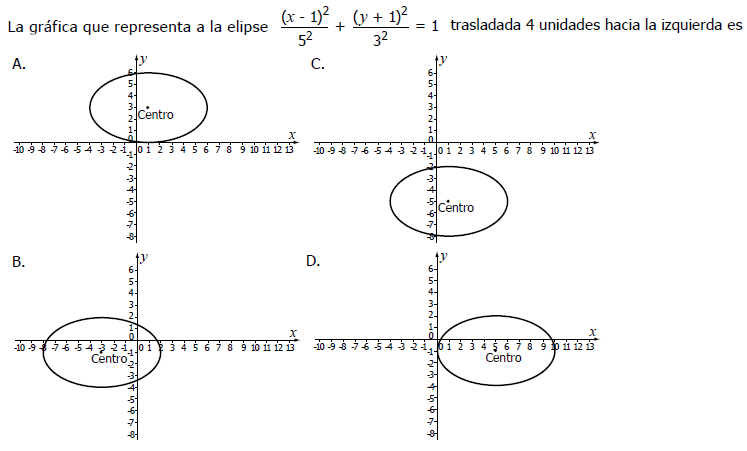 La gráfica que representa a la elipse (x - 1)²/5² + (y + 1)²/3² = 1 trasladada 4 unidades hacia la izquierda es
A.
y
6
5
4
3
2
1
0
Centro
x
-10 -9 -8 -7 -6 -5 -4 -3 -2 -1 0 1 2 3 4 5 6 7 8 9 10 11 12 13
-1
-2
-3
-4
-5
-6
-7
-8
C.
y
6
5
4
3
2
1
0
x
-10 -9 -8 -7 -6 -5 -4 -3 -2 -1 0 1 2 3 4 5 6 7 8 9 10 11 12 13
-1
-2
-3
-4
-5
Centro
-6
-7
-8
B.
y
6
5
4
3
2
1
0
x
-10 -9 -8 -7 -6 -5 -4 -3 -2 -1 0 1 2 3 4 5 6 7 8 9 10 11 12 13
-1
Centro
-2
-3
-4
-5
-6
-7
-8
D.
y
6
5
4
3
2
1
0
x
-10 -9 -8 -7 -6 -5 -4 -3 -2 -1 0 1 2 3 4 5 6 7 8 9 10 11 12 13
-1
Centro
-2
-3
-4
-5
-6
-7
-8